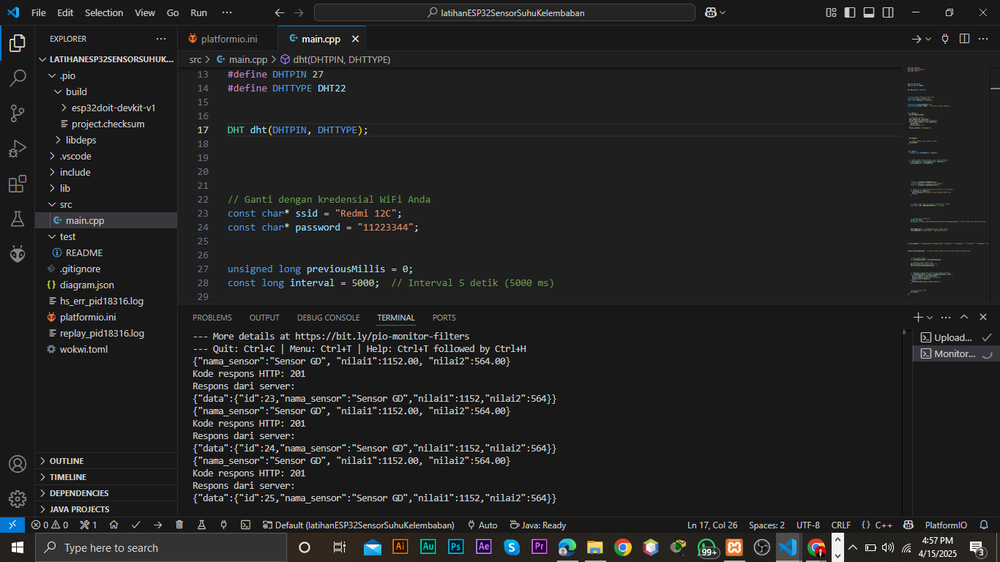 File Edit Selection View Go Run ···
latihanESP32SensorSuhuKelembaban
EXPLORER
LATIHANESP32SENSORSUHUK...
.pio
build
esp32doit-devkit-v1
project.checksum
libdeps
.vscode
include
lib
src
main.cpp
test
README
.gitignore
diagram.json
hs_err_pid18316.log
platformio.ini
replay_pid18316.log
wokwi.toml
OUTLINE
TIMELINE
DEPENDENCIES
JAVA PROJECTS
platformio.ini
main.cpp
src > main.cpp > dht(DHTPIN, DHTTYPE)
13 #define DHTPIN 27
14 #define DHTTYPE DHT22
15
16
17 DHT dht(DHTPIN, DHTTYPE);
18
19
20
21
22 // Ganti dengan kredensial WiFi Anda
23 const char* ssid = "Redmi 12C";
24 const char* password = "11223344";
25
26
27 unsigned long previousMillis = 0;
28 const long interval = 5000;  // Interval 5 detik (5000 ms)
29
PROBLEMS OUTPUT DEBUG CONSOLE TERMINAL PORTS
--- More details at https://bit.ly/pio-monitor-filters
--- Quit: Ctrl+C | Menu: Ctrl+T | Help: Ctrl+T followed by Ctrl+H
{"nama_sensor":"Sensor GD", "nilai1":1152.00, "nilai2":564.00}
Kode respons HTTP: 201
Respons dari server:
{"data":{"id":23,"nama_sensor":"Sensor GD","nilai1":1152,"nilai2":564}}
{"nama_sensor":"Sensor GD", "nilai1":1152.00, "nilai2":564.00}
Kode respons HTTP: 201
Respons dari server:
{"data":{"id":24,"nama_sensor":"Sensor GD","nilai1":1152,"nilai2":564}}
{"nama_sensor":"Sensor GD", "nilai1":1152.00, "nilai2":564.00}
Kode respons HTTP: 201
Respons dari server:
{"data":{"id":25,"nama_sensor":"Sensor GD","nilai1":1152,"nilai2":564}}
Upload...
Monitor...
0 0 1 Default (latihanESP32SensorSuhuKelembaban) Auto Java: Ready Ln 17, Col 26 Spaces: 2 UTF-8 CRLF {} C++ PlatformIO
Type here to search
Ai
Au
Ps
Ae
Pr
99+
4:57 PM
4/15/2025
3